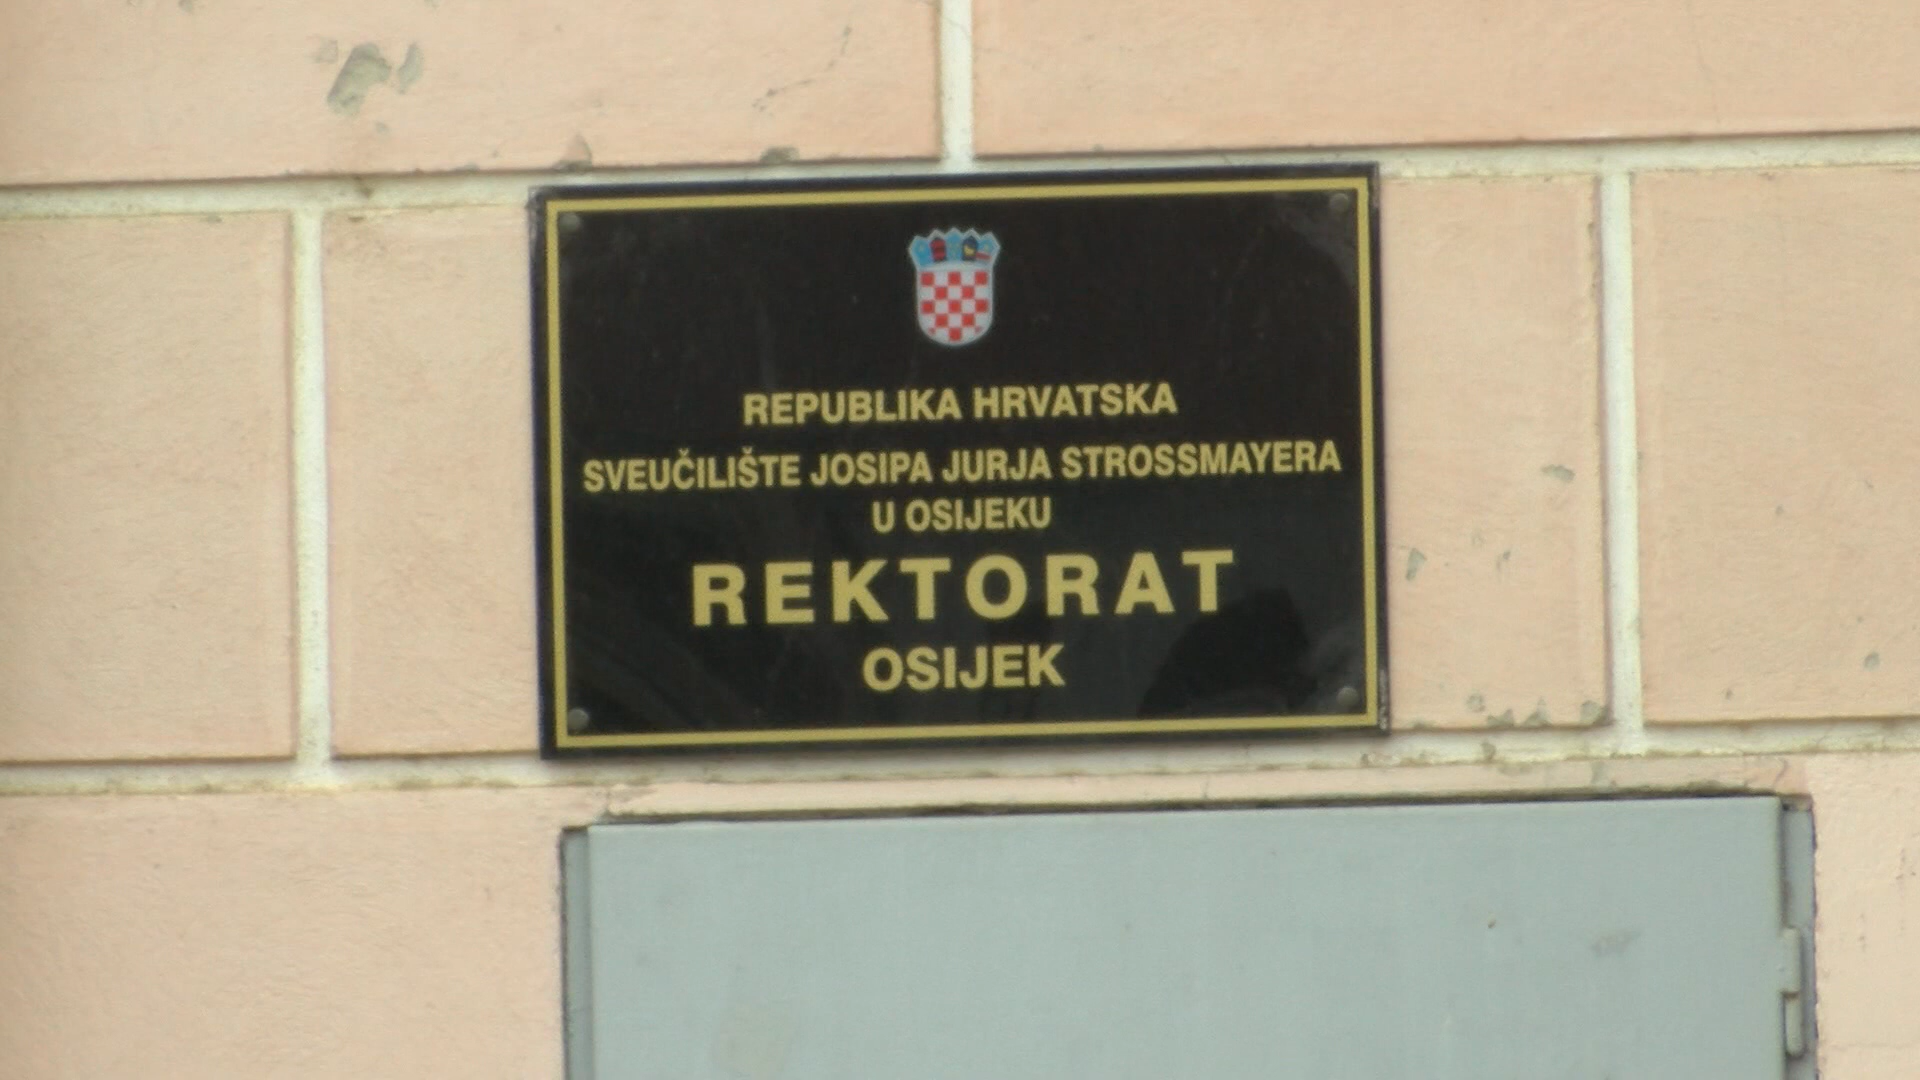 REPUBLIKA HRVATSKA
SVEUČILIŠTE JOSIPA JURJA STROSSMAYERA
U OSIJEKU
REKTORAT
OSIJEK